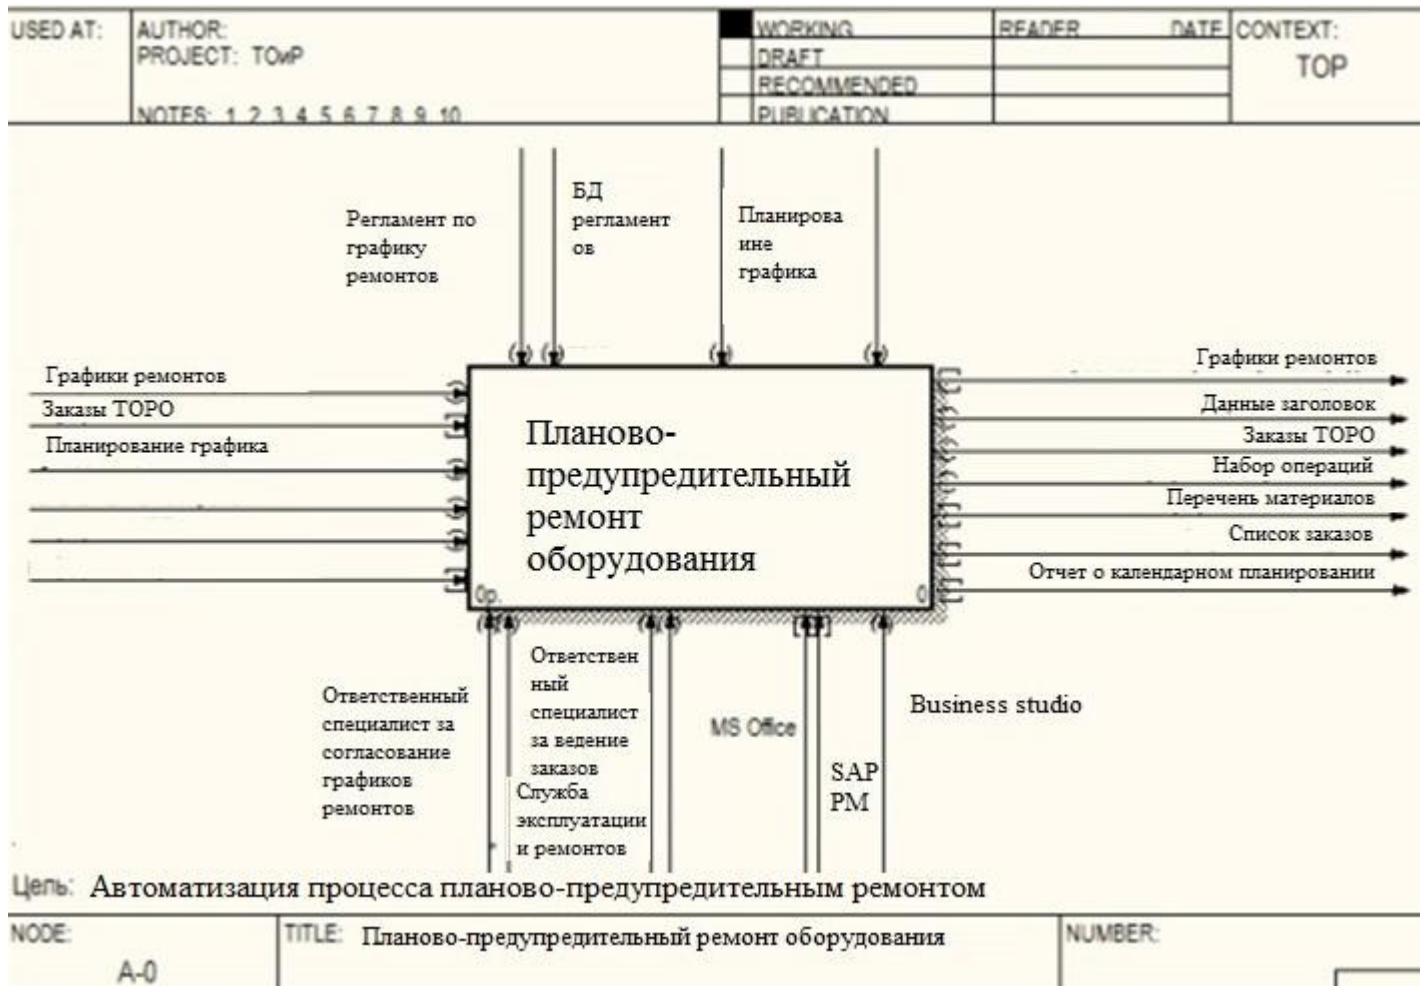 USED AT:
AUTHOR:
PROJECT: ТОиР
NOTES: 1 2 3 4 5 6 7 8 9 10
WORKING
DRAFT
RECOMMENDED
PUBLICATION
READER
DATE
CONTEXT:
TOP
Регламент по
графику
ремонтов
БД
регламент
ов
Планирова
ине
графика
Графики ремонтов
Заказы ТОРО
Планирование графика
Планово-
предупредительный
ремонт
оборудования
0р.
0
Графики ремонтов
Данные заголовок
Заказы ТОРО
Набор операций
Перечень материалов
Список заказов
Отчет о календарном планировании
Ответственный
специалист за
согласование
графиков
ремонтов
Ответствен
ный
специалист
за ведение
заказов
Служба
эксплуатации
и ремонтов
MS Office
SAP
PM
Business studio
Цель: Автоматизация процесса планово-предупредительным ремонтом
NODE:
A-0
TITLE: Планово-предупредительный ремонт оборудования
NUMBER: